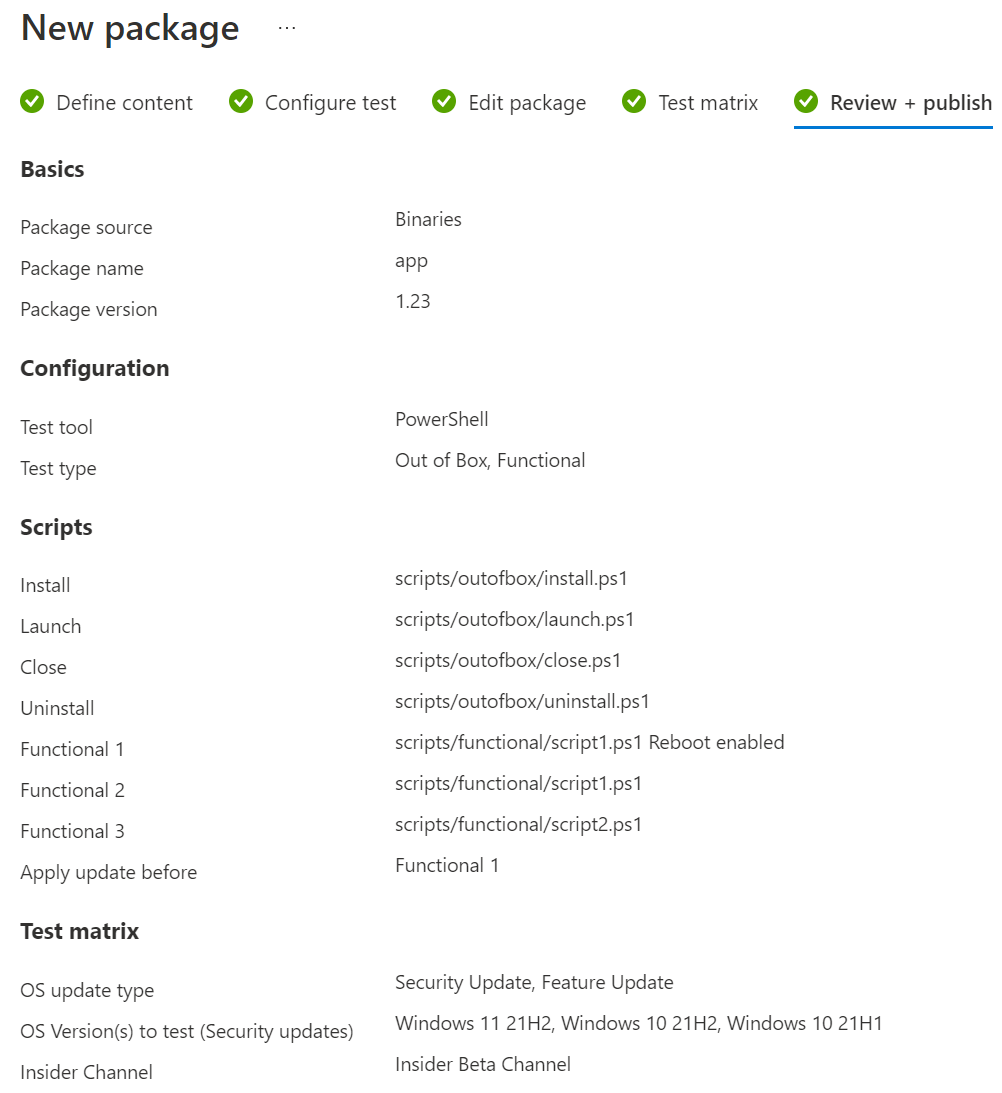 New package ...
Define content Configure test Edit package Test matrix Review + publish
Basics
Package source Binaries
Package name app
Package version 1.23
Configuration
Test tool PowerShell
Test type Out of Box, Functional
Scripts
Install scripts/outofbox/install.ps1
Launch scripts/outofbox/launch.ps1
Close scripts/outofbox/close.ps1
Uninstall scripts/outofbox/uninstall.ps1
Functional 1 scripts/functional/script1.ps1 Reboot enabled
Functional 2 scripts/functional/script1.ps1
Functional 3 scripts/functional/script2.ps1
Apply update before Functional 1
Test matrix
OS update type Security Update, Feature Update
OS Version(s) to test (Security updates) Windows 11 21H2, Windows 10 21H2, Windows 10 21H1
Insider Channel Insider Beta Channel